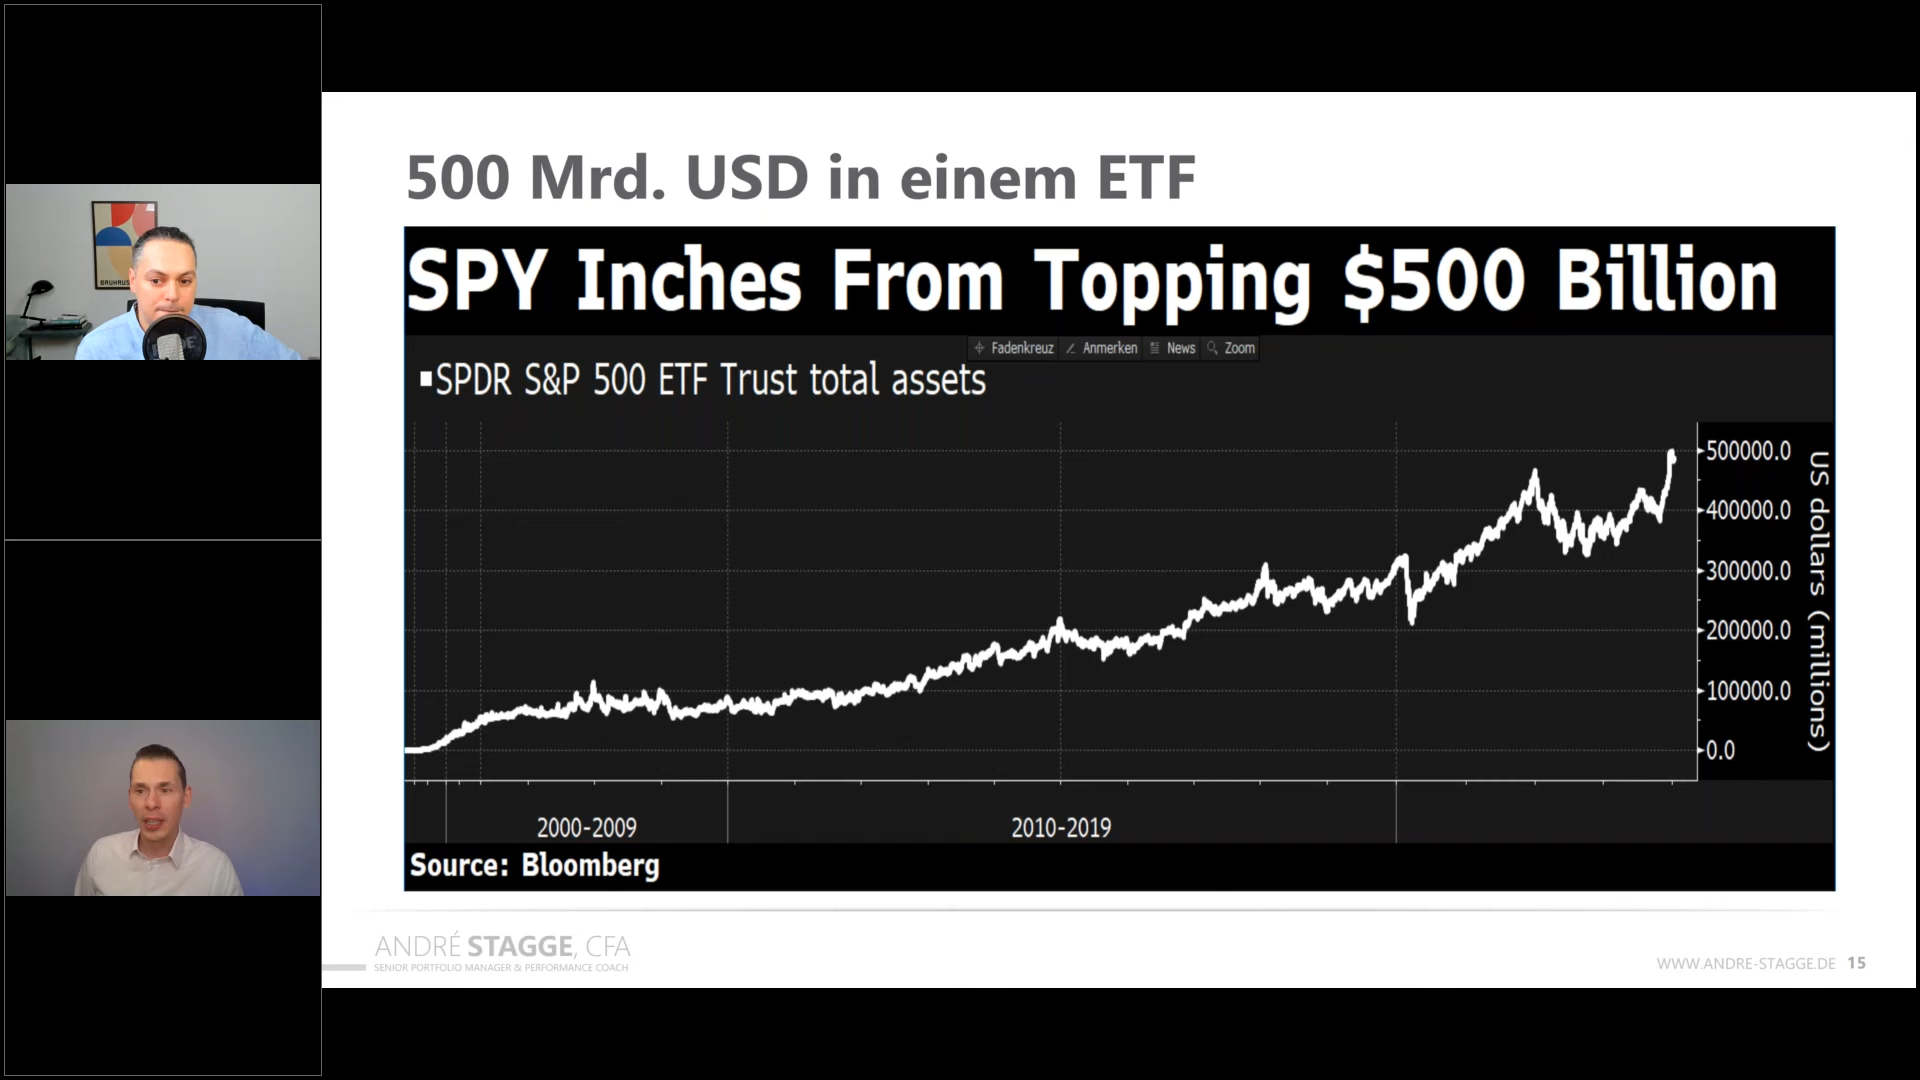 BAUHAUS
500 Mrd. USD in einem ETF
SPY Inches From Topping $500 Billion
Fadenkreuz Anmerken News Zoom
SPDR S&P 500 ETF Trust total assets
500000.0
400000.0
300000.0
200000.0
100000.0
0.0
US dollars (millions)
2000-2009 2010-2019
Source: Bloomberg
ANDRÉ STAGGE, CFA
SENIOR PORTFOLIO MANAGER & PERFORMANCE COACH
WWW.ANDRE-STAGGE.DE 15